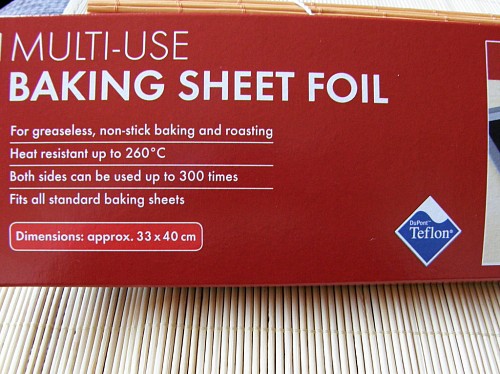 MULTI-USE
BAKING SHEET FOIL
For greaseless, non-stick baking and roasting
Heat resistant up to 260°C
Both sides can be used up to 300 times
Fits all standard baking sheets
Dimensions: approx. 33 x 40 cm
DuPont™
Teflon®